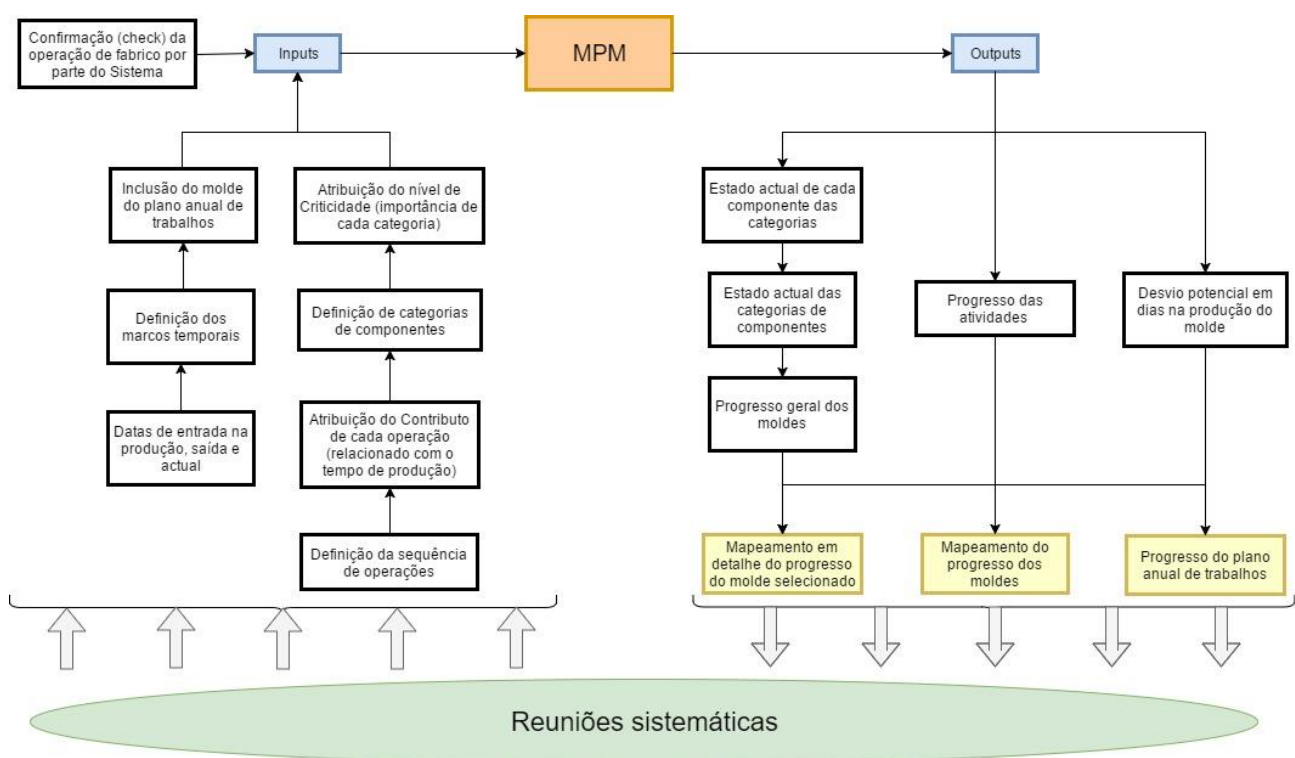 Confirmação (check) da
operação de fabrico por
parte do Sistema
Inputs
MPM
Outputs
Inclusão do molde
do plano anual de
trabalhos
Atribuição do nível de
Criticidade (importância de
cada categoria)
Estado actual de cada
componente das
categorias
Definição dos
marcos temporais
Definição de categorias
de componentes
Estado actual das
categorias de
componentes
Progresso das
atividades
Desvio potencial em
dias na produção do
molde
Datas de entrada na
produção, saída e
actual
Atribuição do Contributo
de cada operação
(relacionado com o
tempo de produção)
Progresso geral dos
moldes
Definição da sequência
de operações
Mapeamento em
detalhe do progresso
do molde selecionado
Mapeamento do
progresso dos
moldes
Progresso do plano
anual de trabalhos
Reuniões sistemáticas